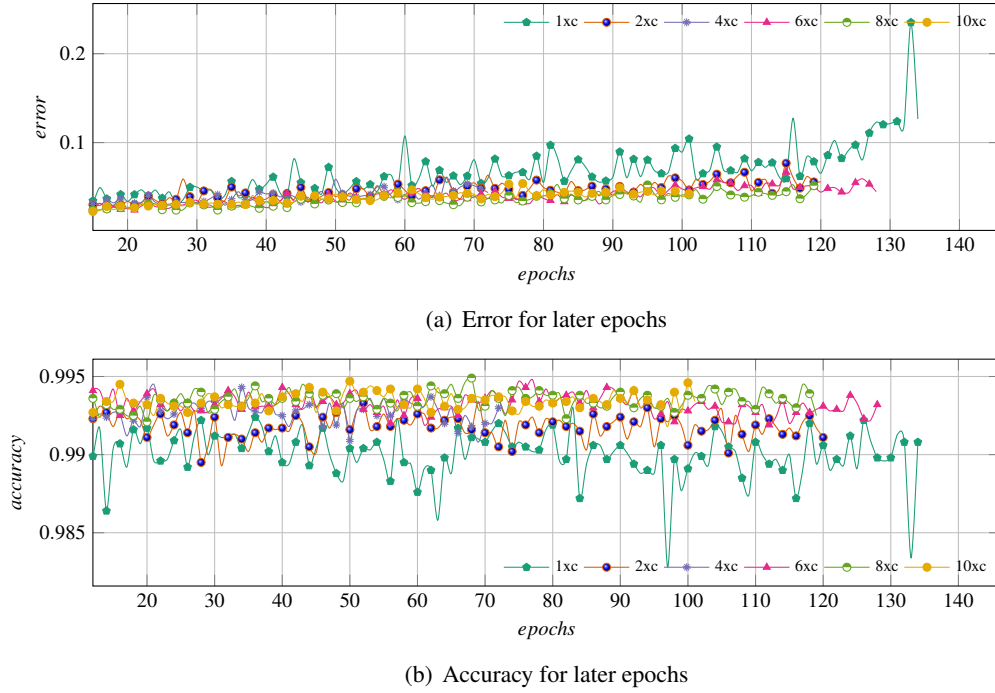 1xc 2xc 4xc 6xc 8xc 10xc
0.2
0.1
error
20 30 40 50 60 70 80 90 100 110 120 130 140
epochs
(a) Error for later epochs
0.995
0.99
0.985
accuracy
1xc 2xc 4xc 6xc 8xc 10xc
20 30 40 50 60 70 80 90 100 110 120 130 140
epochs
(b) Accuracy for later epochs